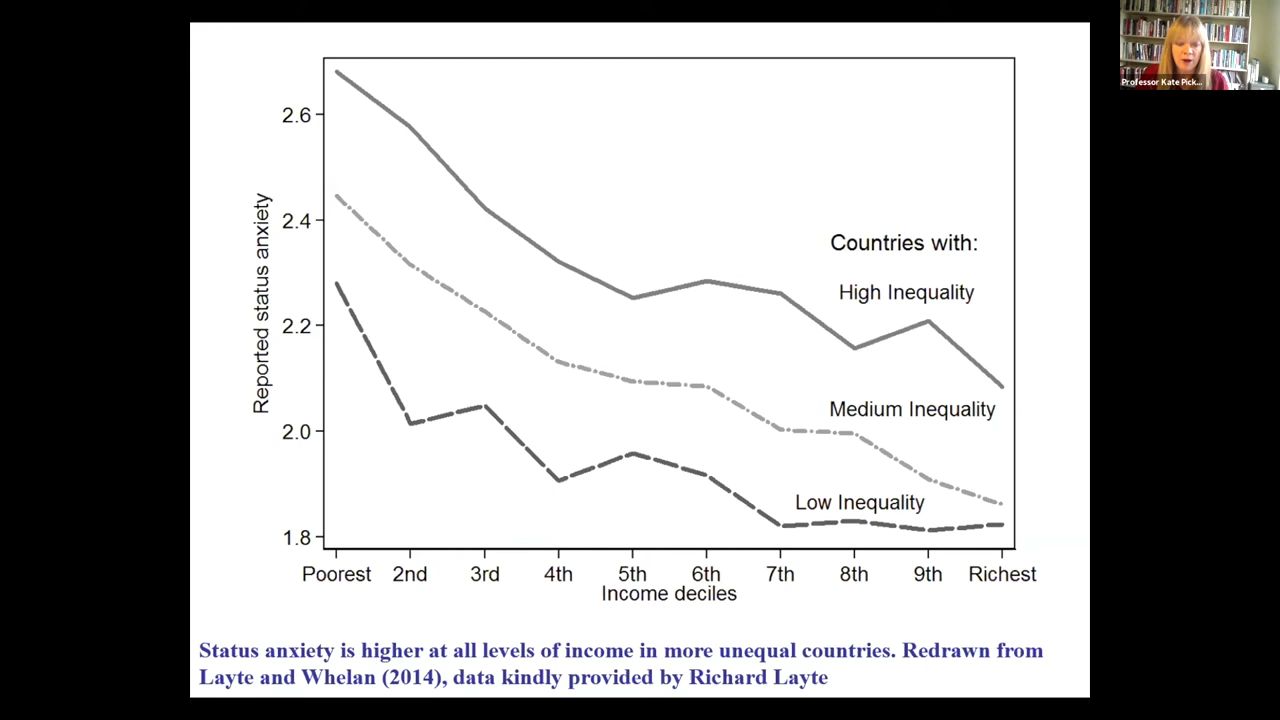 Professor Kate Pick...
2.6
2.4
2.2
2.0
1.8
Reported status anxiety
Countries with:
High Inequality
Medium Inequality
Low Inequality
Poorest 2nd 3rd 4th 5th 6th 7th 8th 9th Richest
Income deciles
Status anxiety is higher at all levels of income in more unequal countries. Redrawn from
Layte and Whelan (2014), data kindly provided by Richard Layte